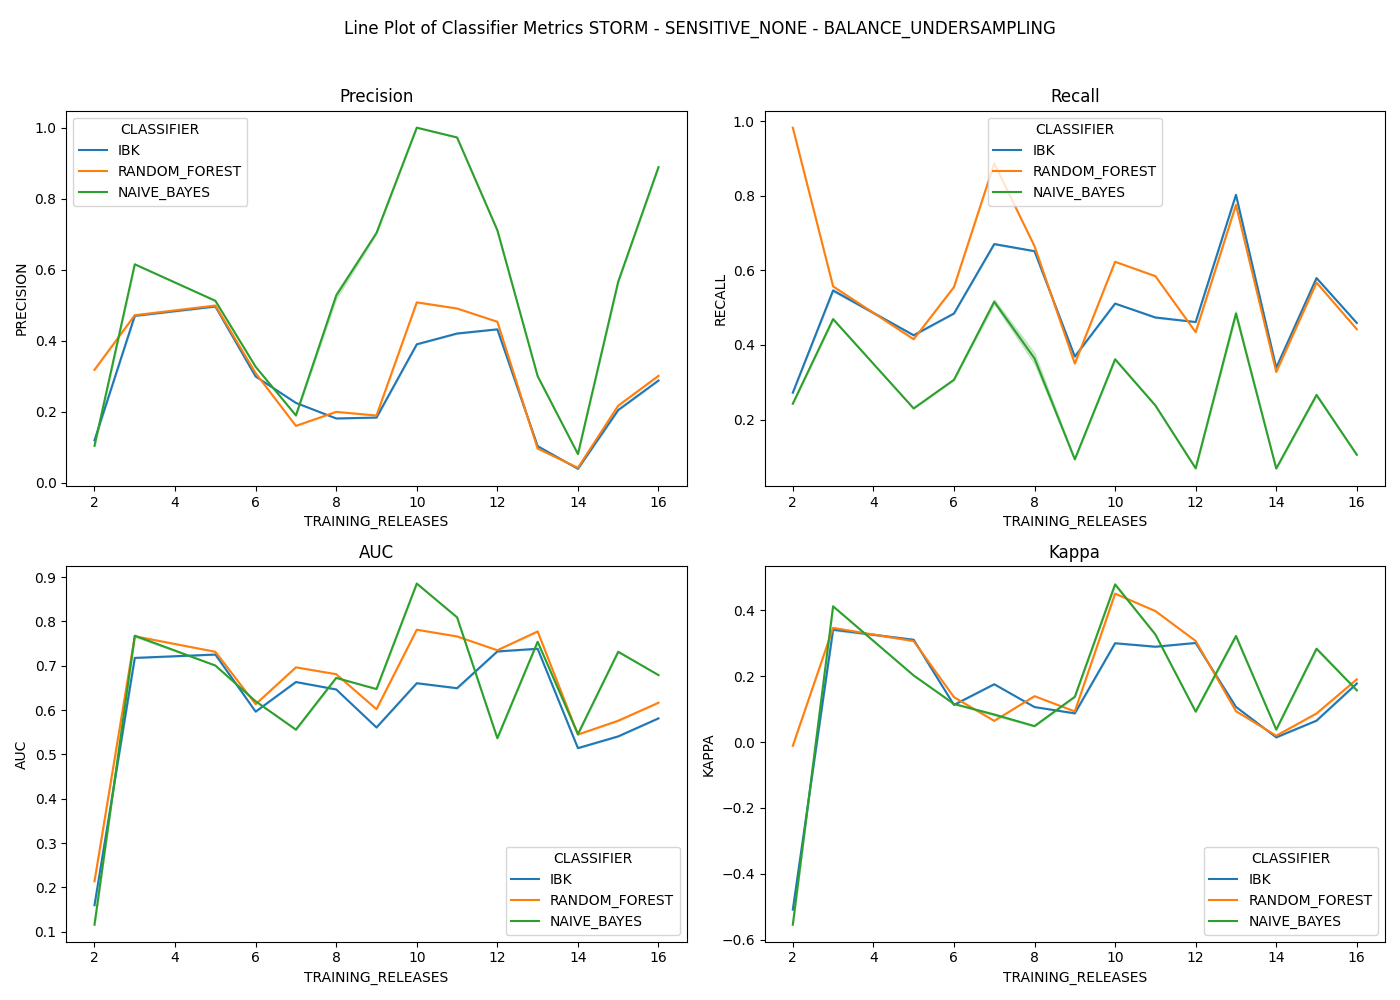 Line Plot of Classifier Metrics STORM - SENSITIVE_NONE - BALANCE_UNDERSAMPLING
Precision
CLASSIFIER
IBK
RANDOM_FOREST
NAIVE_BAYES
PRECISION
1.0
0.8
0.6
0.4
0.2
0.0
2 4 6 8 10 12 14 16
TRAINING_RELEASES
Recall
CLASSIFIER
IBK
RANDOM_FOREST
NAIVE_BAYES
RECALL
1.0
0.8
0.6
0.4
0.2
2 4 6 8 10 12 14 16
TRAINING_RELEASES
AUC
AUC
0.9
0.8
0.7
0.6
0.5
0.4
0.3
0.2
0.1
CLASSIFIER
IBK
RANDOM_FOREST
NAIVE_BAYES
2 4 6 8 10 12 14 16
TRAINING_RELEASES
Kappa
KAPPA
0.4
0.2
0.0
−0.2
−0.4
−0.6
CLASSIFIER
IBK
RANDOM_FOREST
NAIVE_BAYES
2 4 6 8 10 12 14 16
TRAINING_RELEASES